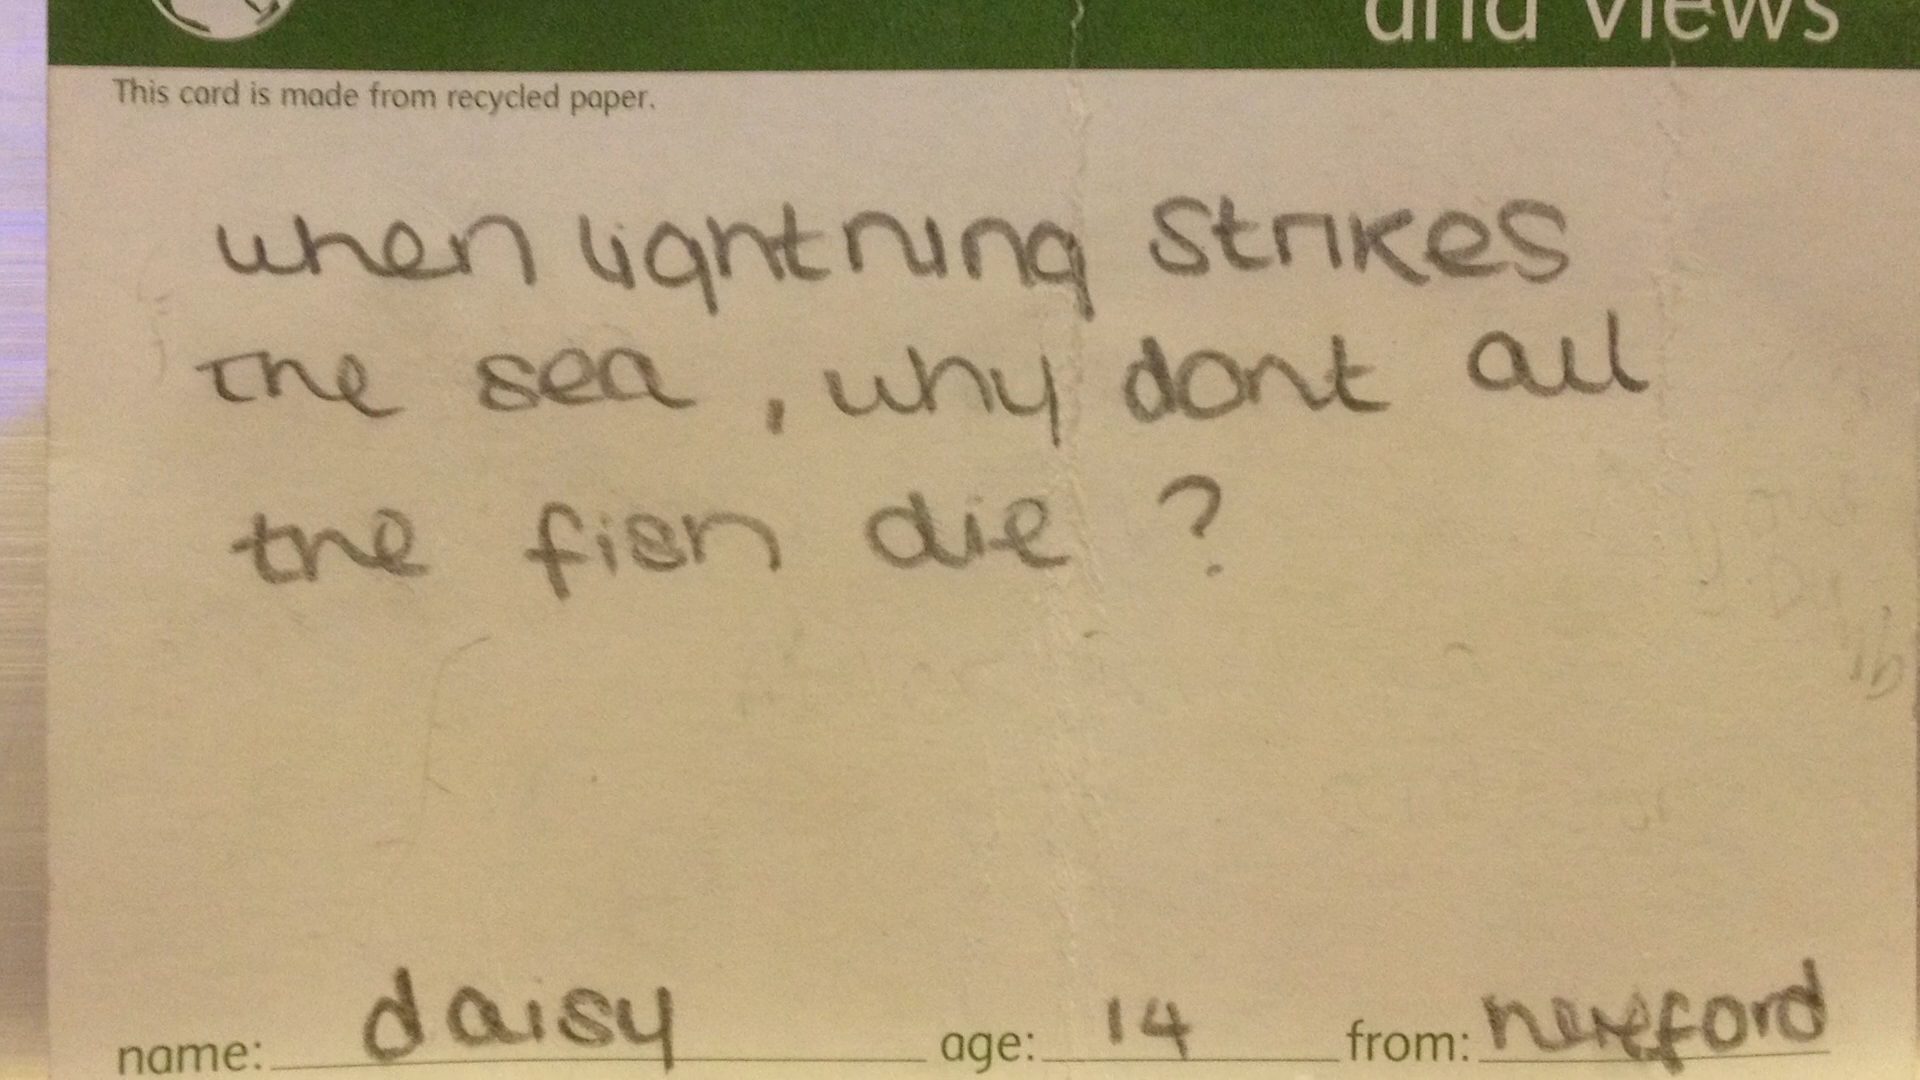 and views
This card is made from recycled paper.
when lightning strikes
the sea, why dont all
the fish die?
name: daisy age: 14 from: hereford